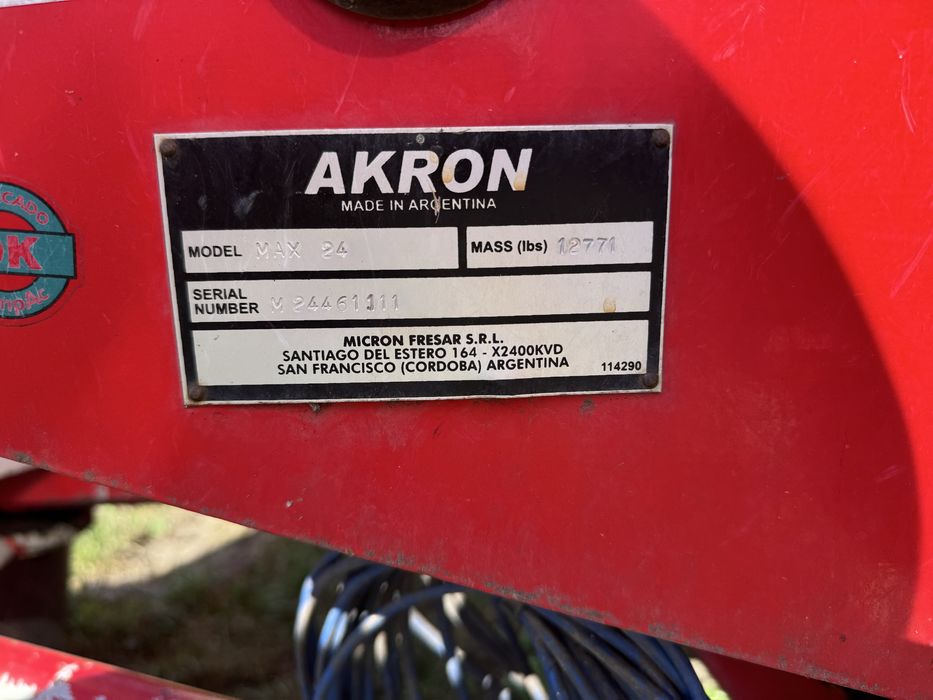 AKRON
MADE IN ARGENTINA
MODEL MAX 24 MASS (lbs) 12771
SERIAL
NUMBER M 24461111
MICRON FRESAR S.R.L.
SANTIAGO DEL ESTERO 164 - X2400KVD
SAN FRANCISCO (CORDOBA) ARGENTINA 114290
OK